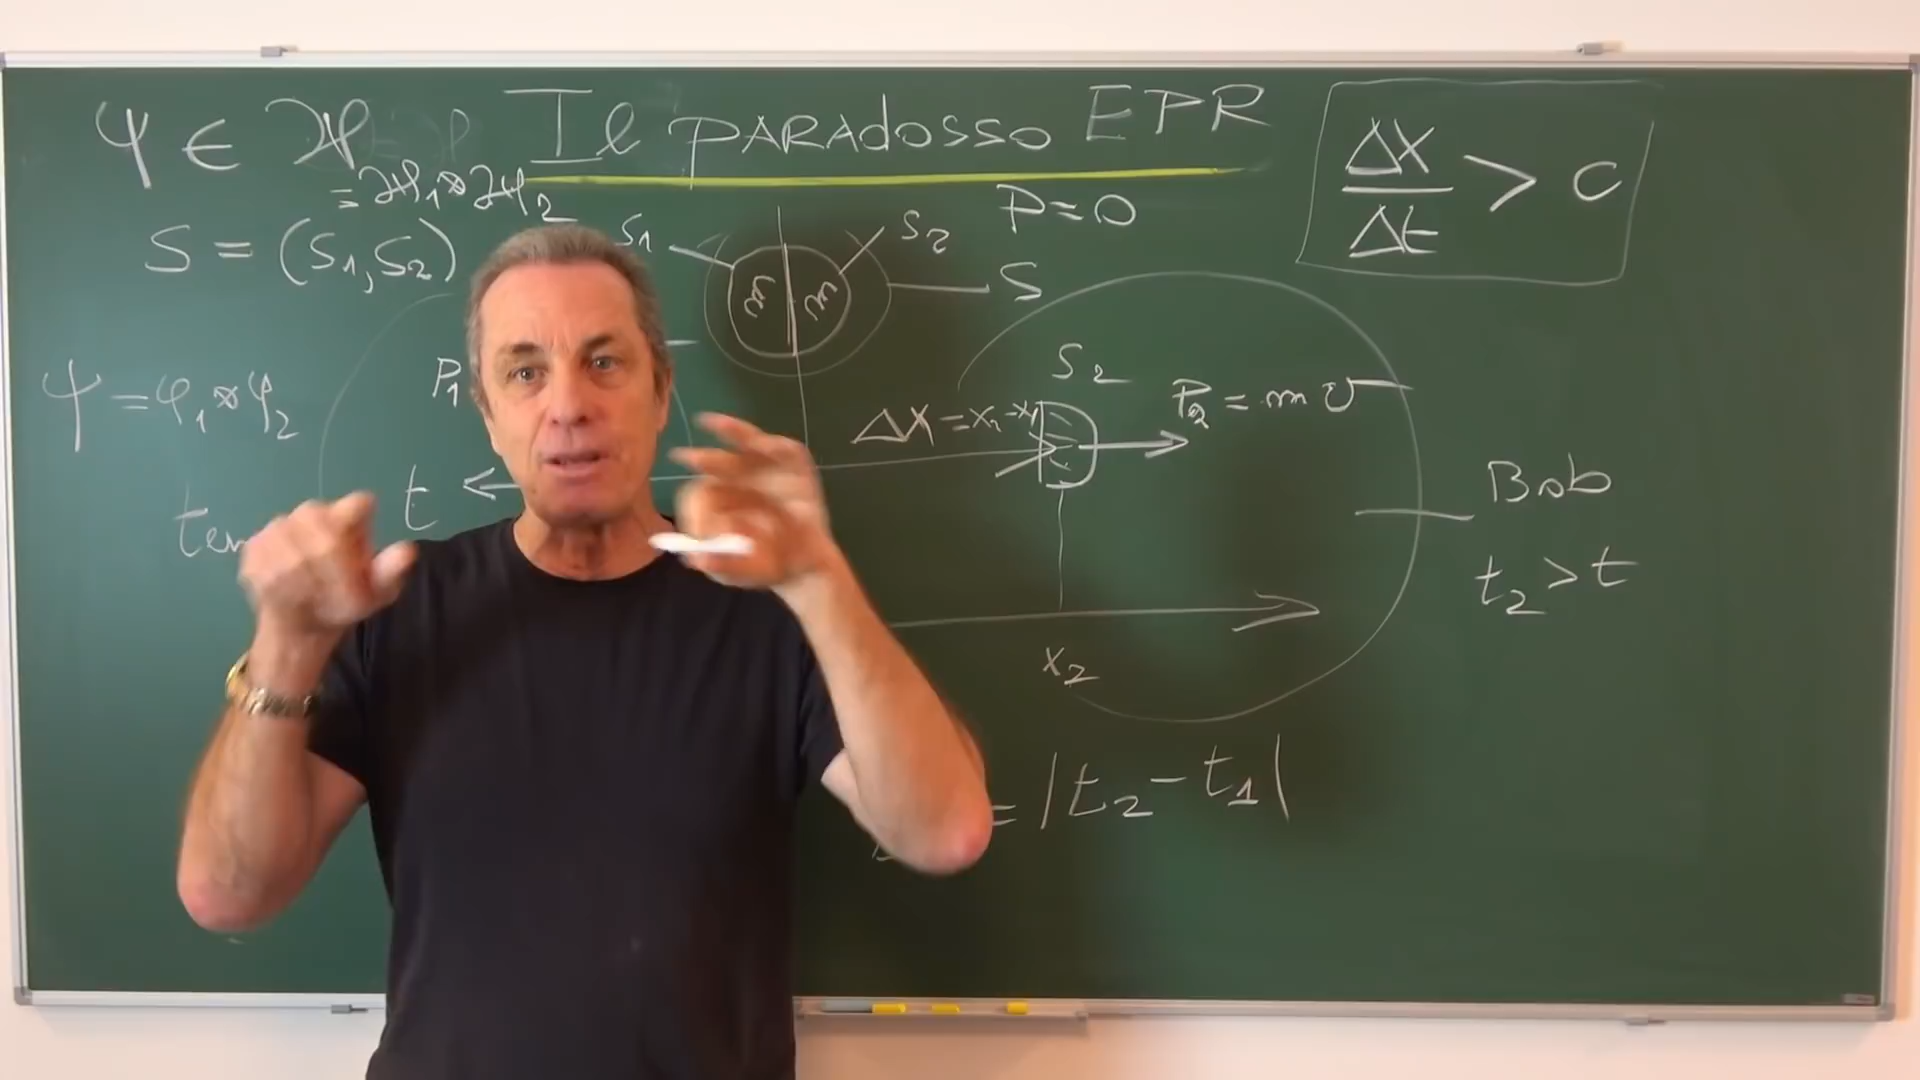 ψ ∈ ℋ Il PARAdosso EPR
= ℋ₁ ⊗ ℋ₂
P = 0
ΔX / Δt > c
S = (S₁, S₂)
S₁
S₂
S
ψ = φ₁ ⊗ φ₂
P₁
S₂
P₂ = m v
ΔX = x₂ - x₁
t
Bob
t₂ > t
x₂
= |t₂ - t₁|